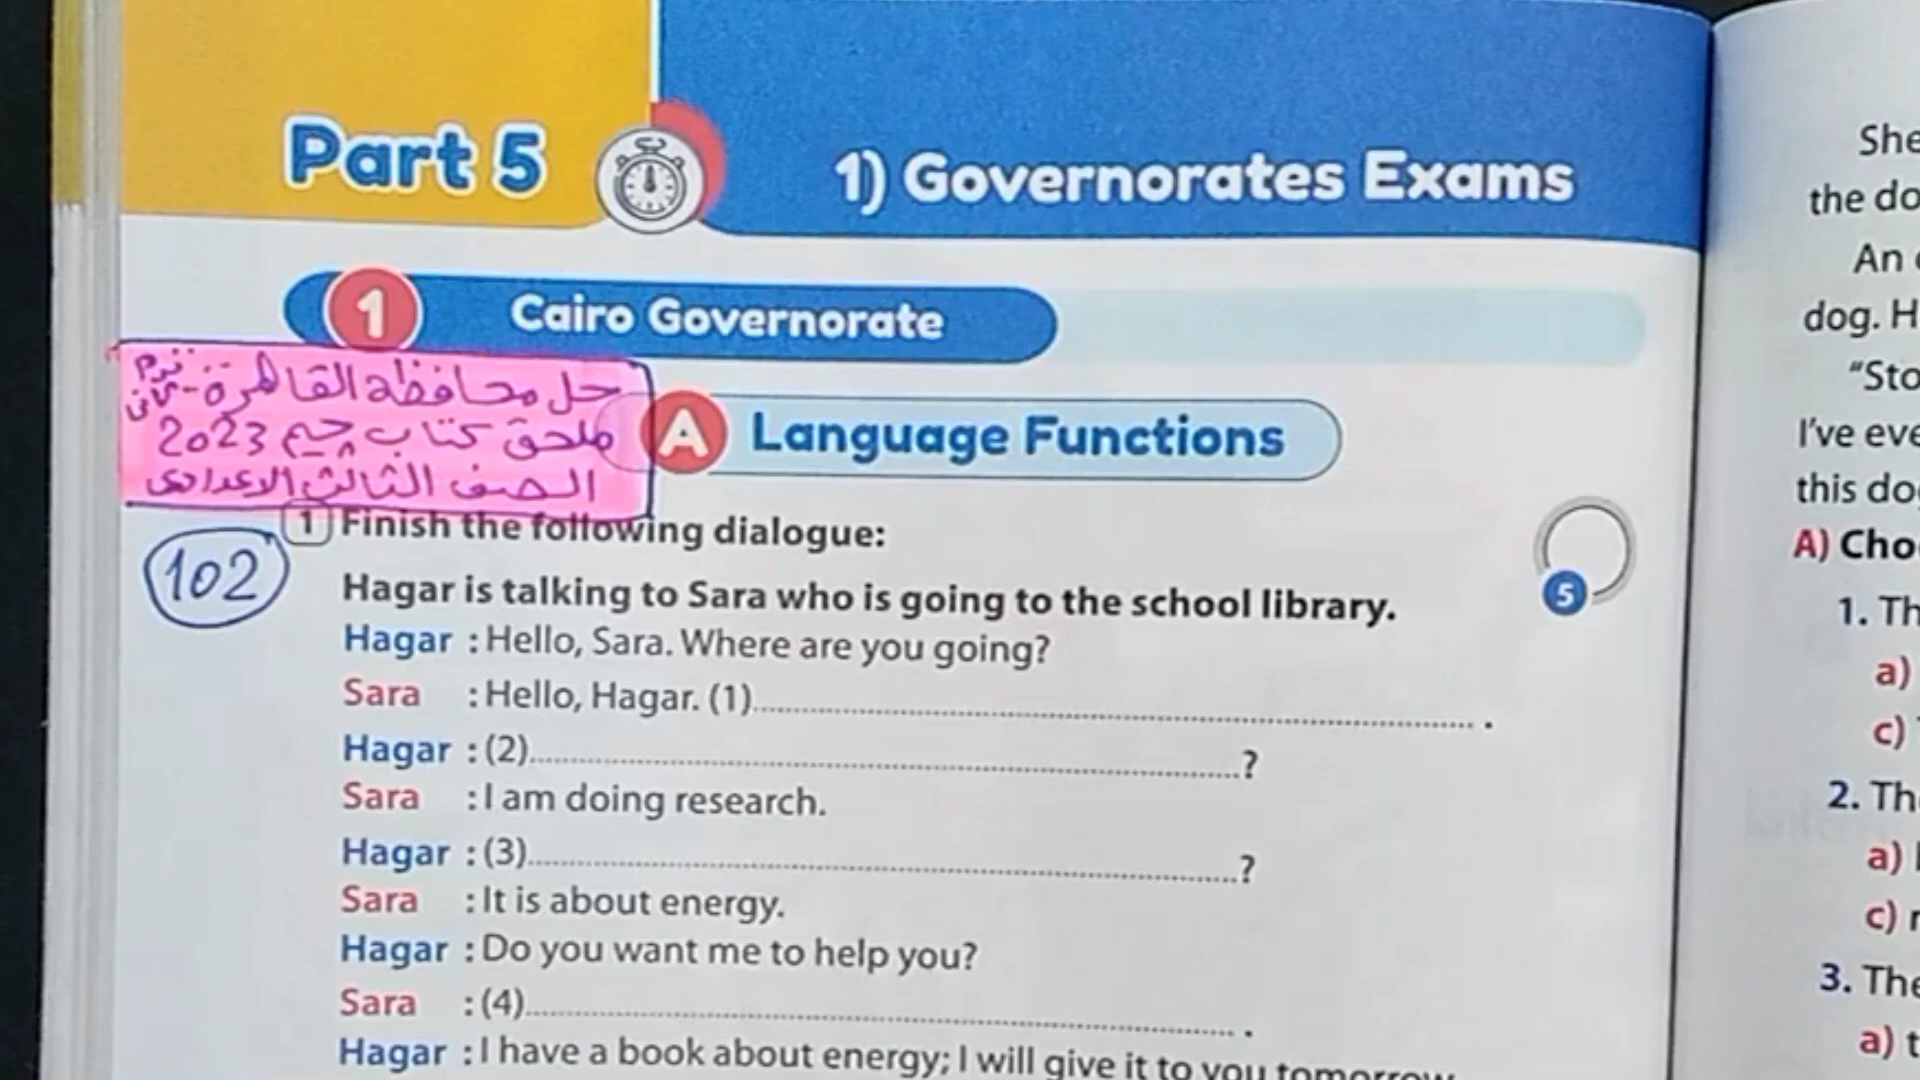 Part 5
1) Governorates Exams
1 Cairo Governorate
حل محافظة القاهرة - ترم ثانى
ملحق كتاب جيم 2023
الصف الثالث الاعدادى
A Language Functions
102
1 Finish the following dialogue:
5
Hagar is talking to Sara who is going to the school library.
Hagar : Hello, Sara. Where are you going?
Sara : Hello, Hagar. (1)........................................
Hagar : (2)........................................?
Sara : I am doing research.
Hagar : (3)........................................?
Sara : It is about energy.
Hagar : Do you want me to help you?
Sara : (4)........................................
Hagar : I have a book about energy; I will give it to you tomorrow
She
the do
An
dog. H
“Sto
I've eve
this do
A) Cho
1. Th
a)
c)
2. Th
a)
c)
3. The
a) t